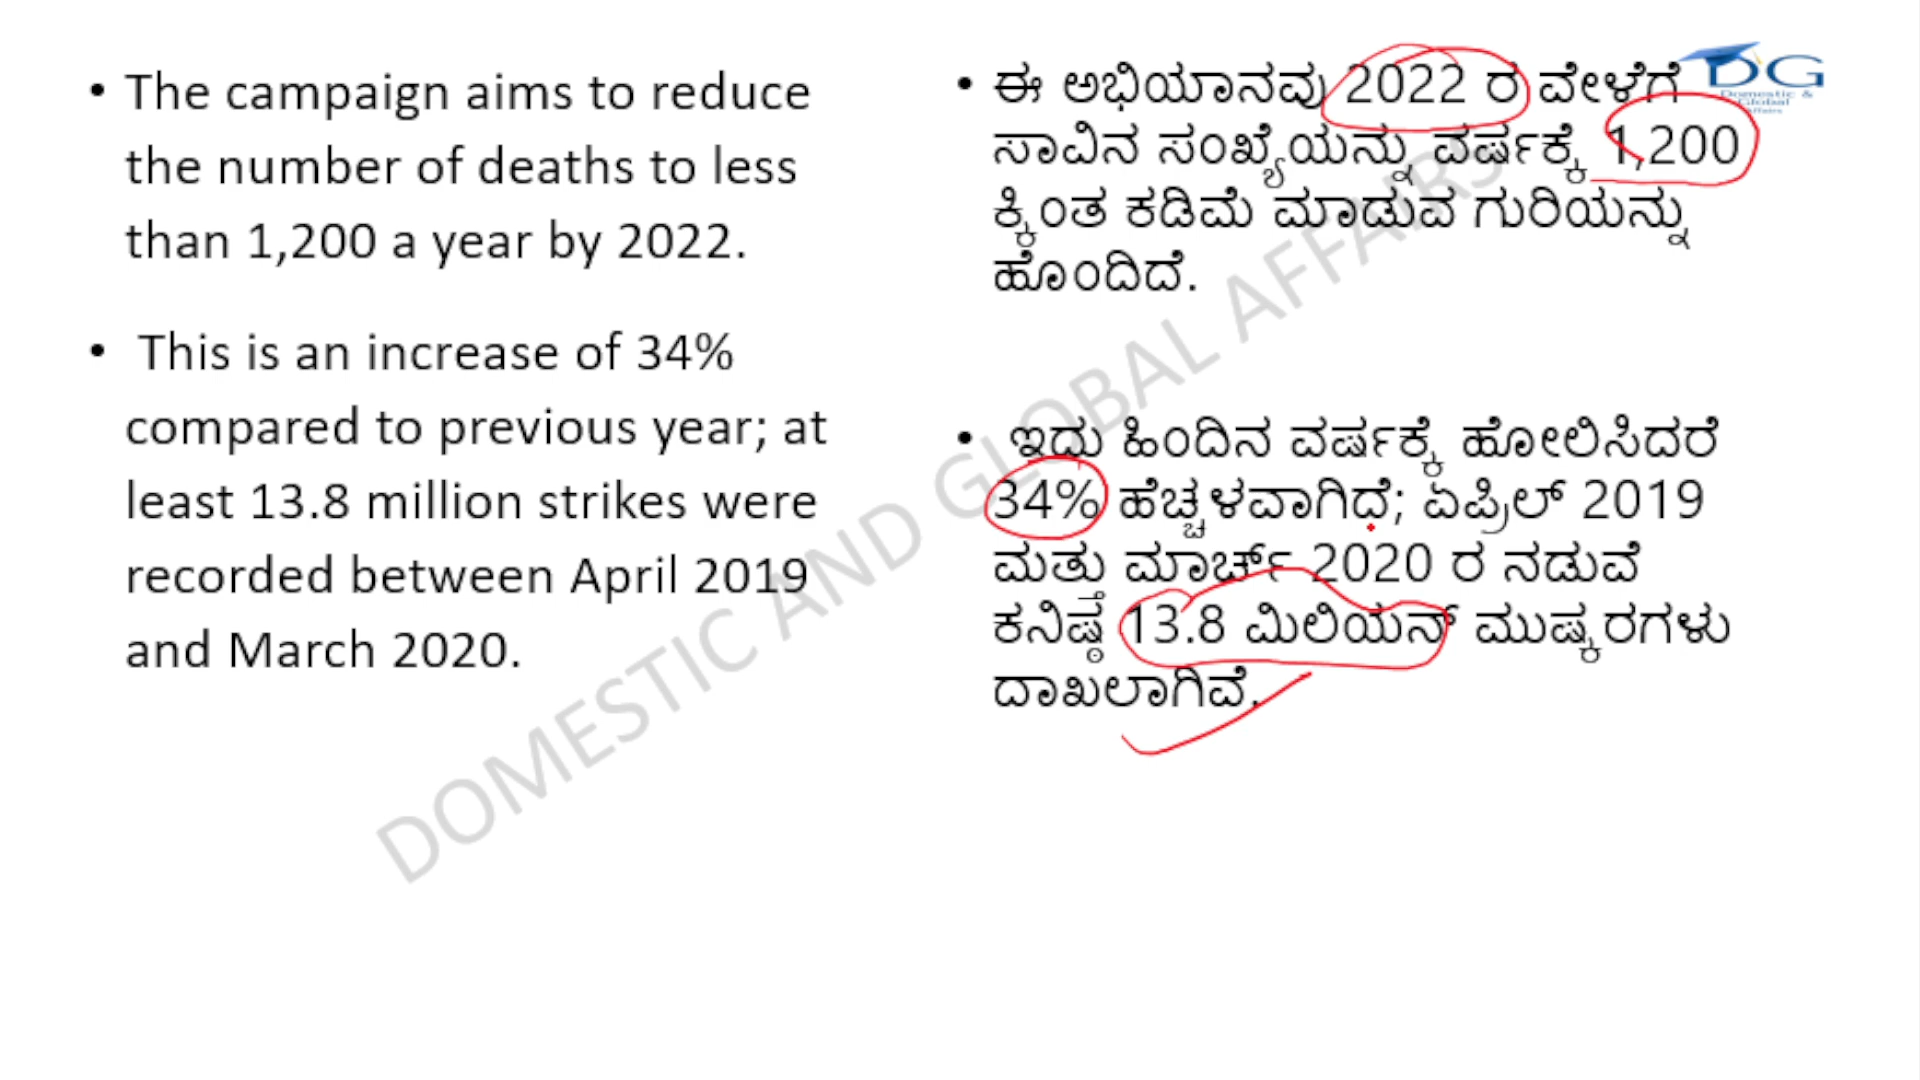 • The campaign aims to reduce
the number of deaths to less
than 1,200 a year by 2022.
• This is an increase of 34%
compared to previous year; at
least 13.8 million strikes were
recorded between April 2019
and March 2020.
• ಈ ಅಭಿಯಾನವು 2022 ರ ವೇಳೆಗೆ
ಸಾವಿನ ಸಂಖ್ಯೆಯನ್ನು ವರ್ಷಕ್ಕೆ 1,200
ಕ್ಕಿಂತ ಕಡಿಮೆ ಮಾಡುವ ಗುರಿಯನ್ನು
ಹೊಂದಿದೆ.
• ಇದು ಹಿಂದಿನ ವರ್ಷಕ್ಕೆ ಹೋಲಿಸಿದರೆ
34% ಹೆಚ್ಚಳವಾಗಿದೆ; ಏಪ್ರಿಲ್ 2019
ಮತ್ತು ಮಾರ್ಚ್ 2020 ರ ನಡುವೆ
ಕನಿಷ್ಠ 13.8 ಮಿಲಿಯನ್ ಮುಷ್ಕರಗಳು
ದಾಖಲಾಗಿವೆ.
DG
Domestic &
Global
Affairs
DOMESTIC AND GLOBAL AFFAIRS